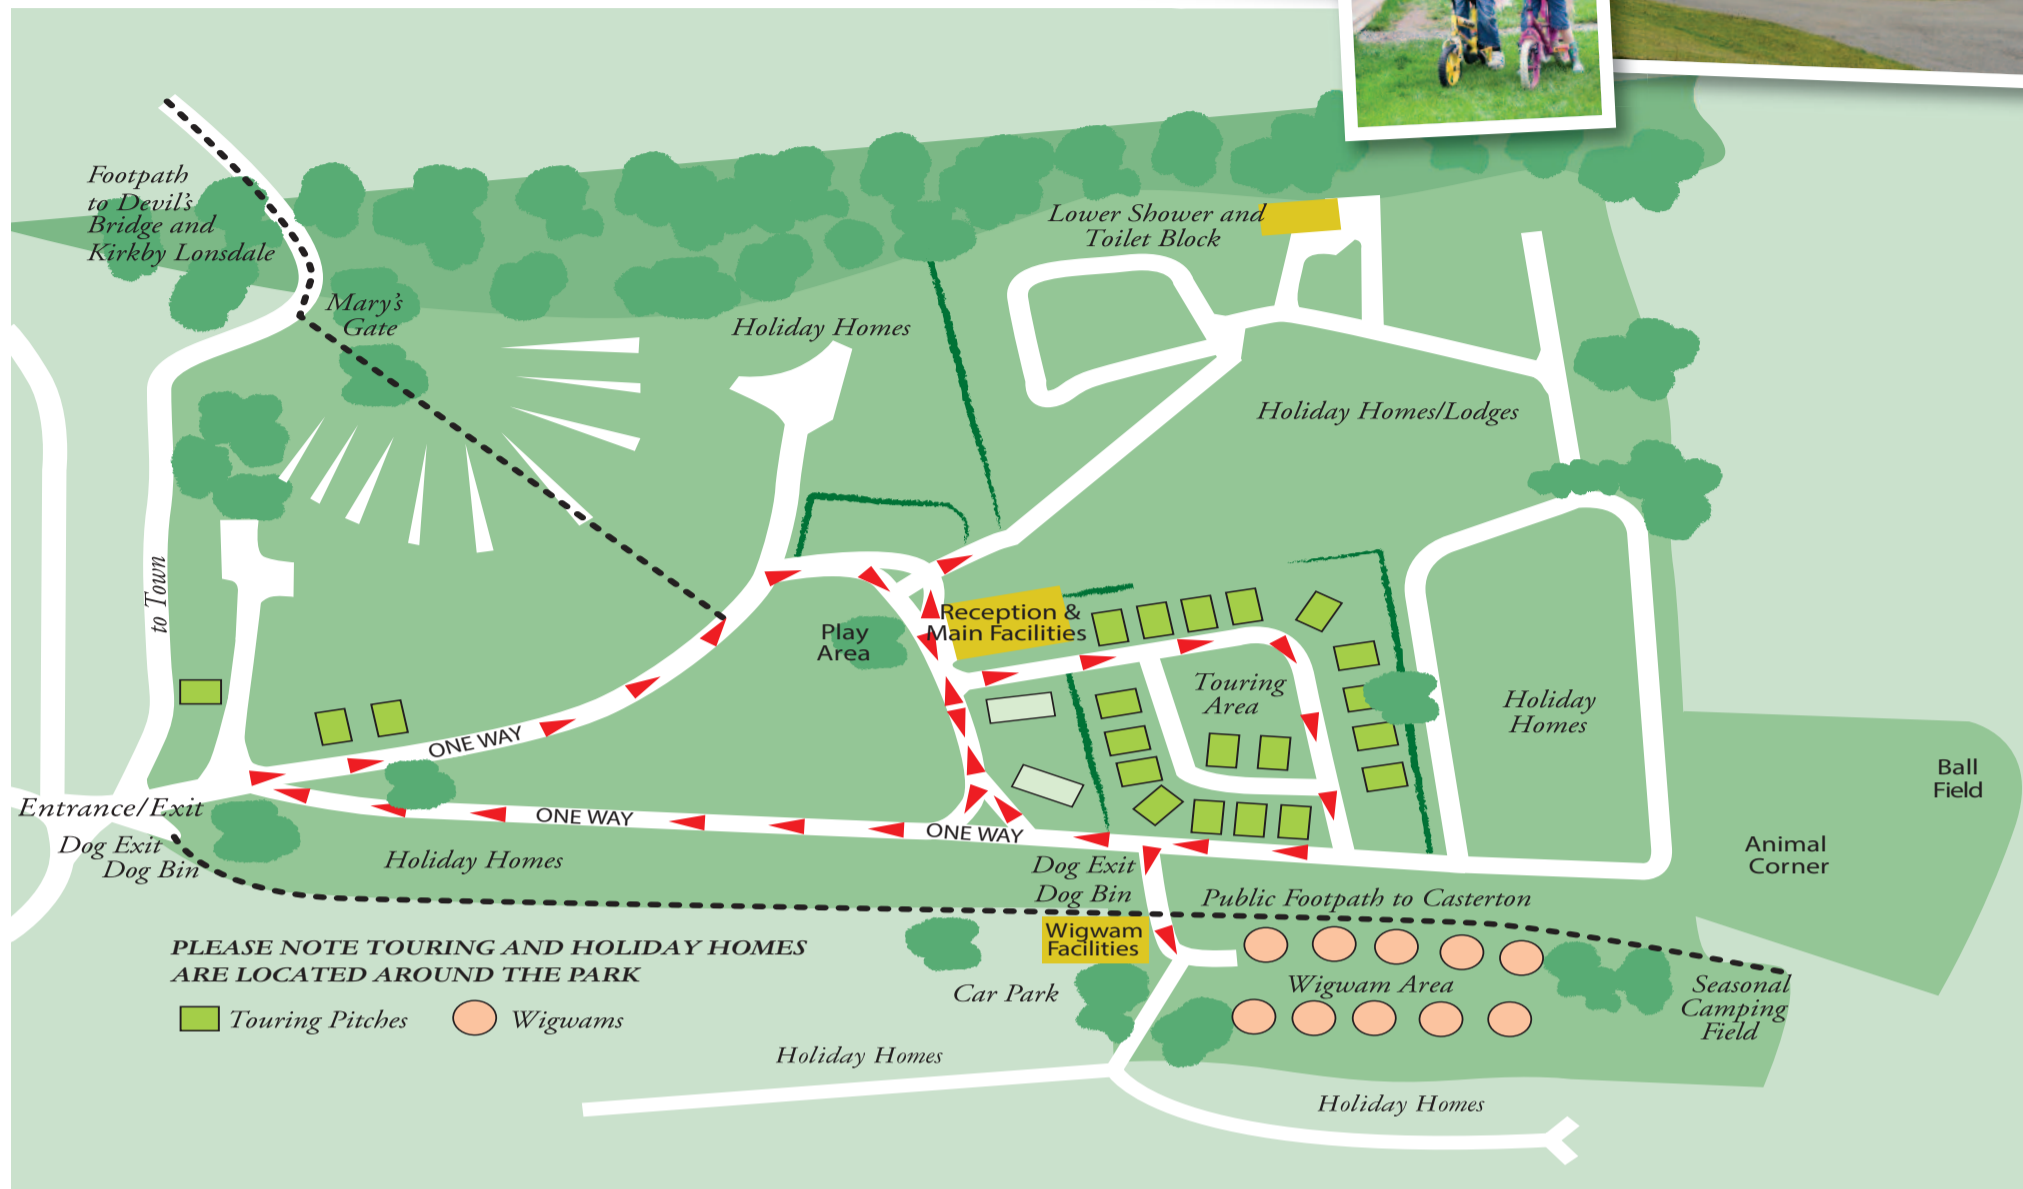 Footpath
to Devil's
Bridge and
Kirkby Lonsdale
Mary's
Gate
Holiday Homes
Lower Shower and
Toilet Block
Holiday Homes/Lodges
to Town
Play
Area
Reception &
Main Facilities
Touring
Area
Holiday
Homes
ONE WAY
ONE WAY
ONE WAY
Entrance/Exit
Dog Exit
Dog Bin
Holiday Homes
Dog Exit
Dog Bin
Public Footpath to Casterton
Ball
Field
Animal
Corner
Wigwam
Facilities
Car Park
Wigwam Area
Seasonal
Camping
Field
PLEASE NOTE TOURING AND HOLIDAY HOMES
ARE LOCATED AROUND THE PARK
Touring Pitches
Wigwams
Holiday Homes
Holiday Homes